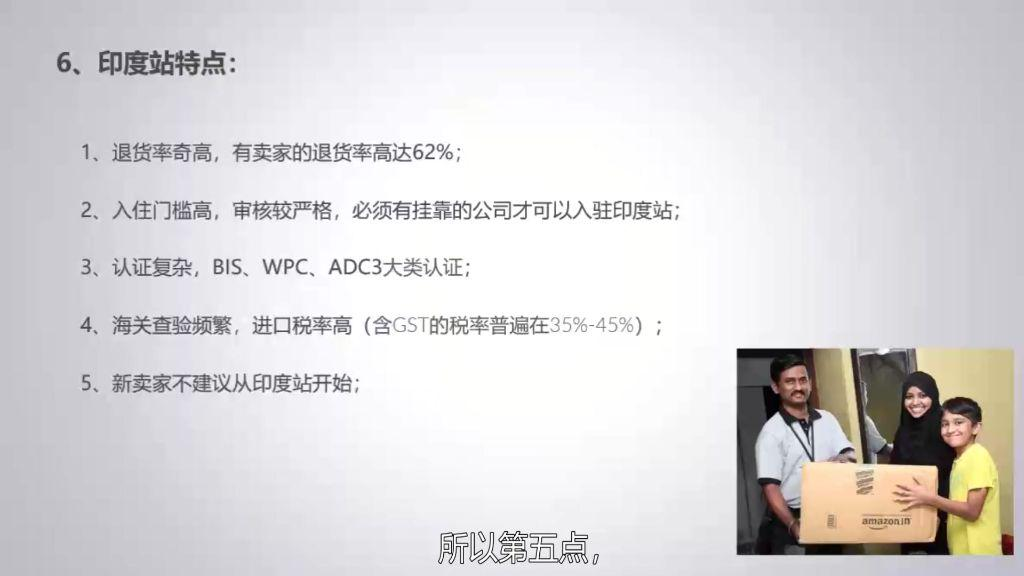 6、印度站特点：
1、退货率奇高，有卖家的退货率高达62%；
2、入住门槛高，审核较严格，必须有挂靠的公司才可以入驻印度站；
3、认证复杂，BIS、WPC、ADC3大类认证；
4、海关查验频繁，进口税率高（含GST的税率普遍在35%-45%）；
5、新卖家不建议从印度站开始；
amazon.in
所以第五点，